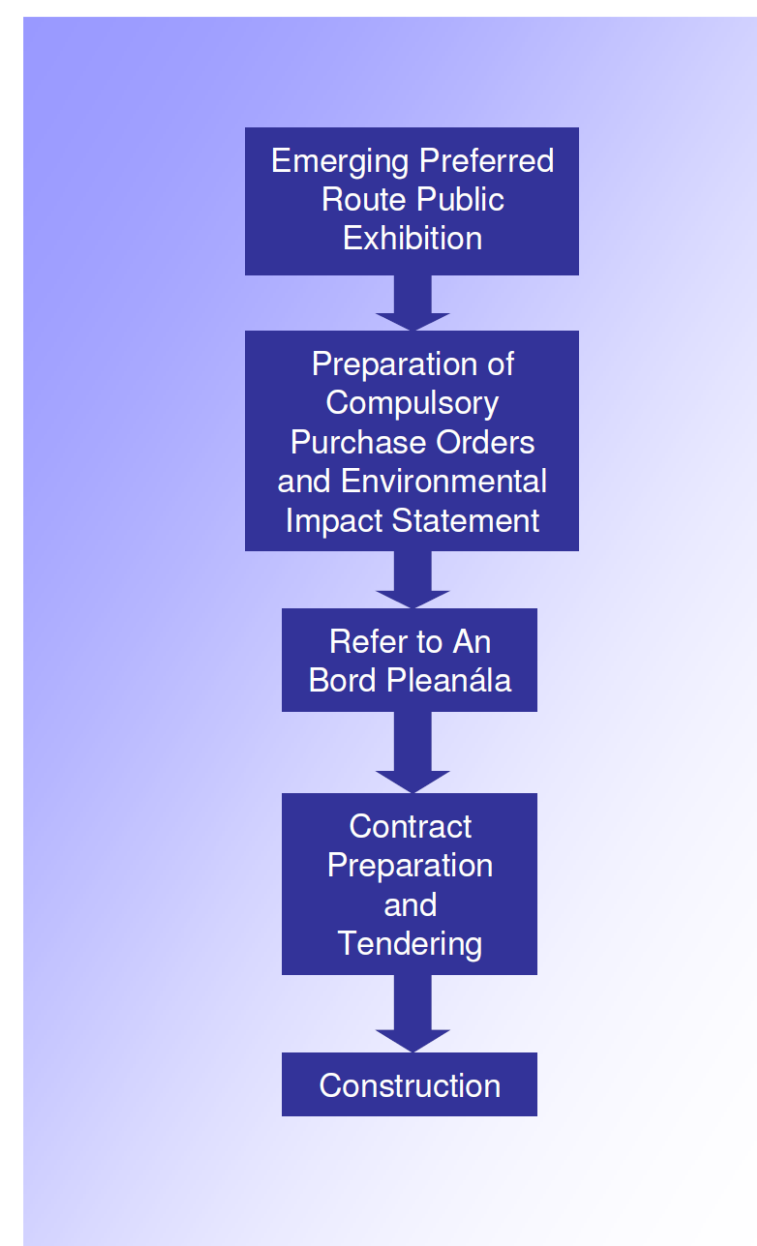 Emerging Preferred
Route Public
Exhibition
Preparation of
Compulsory
Purchase Orders
and Environmental
Impact Statement
Refer to An
Bord Pleanála
Contract
Preparation
and
Tendering
Construction